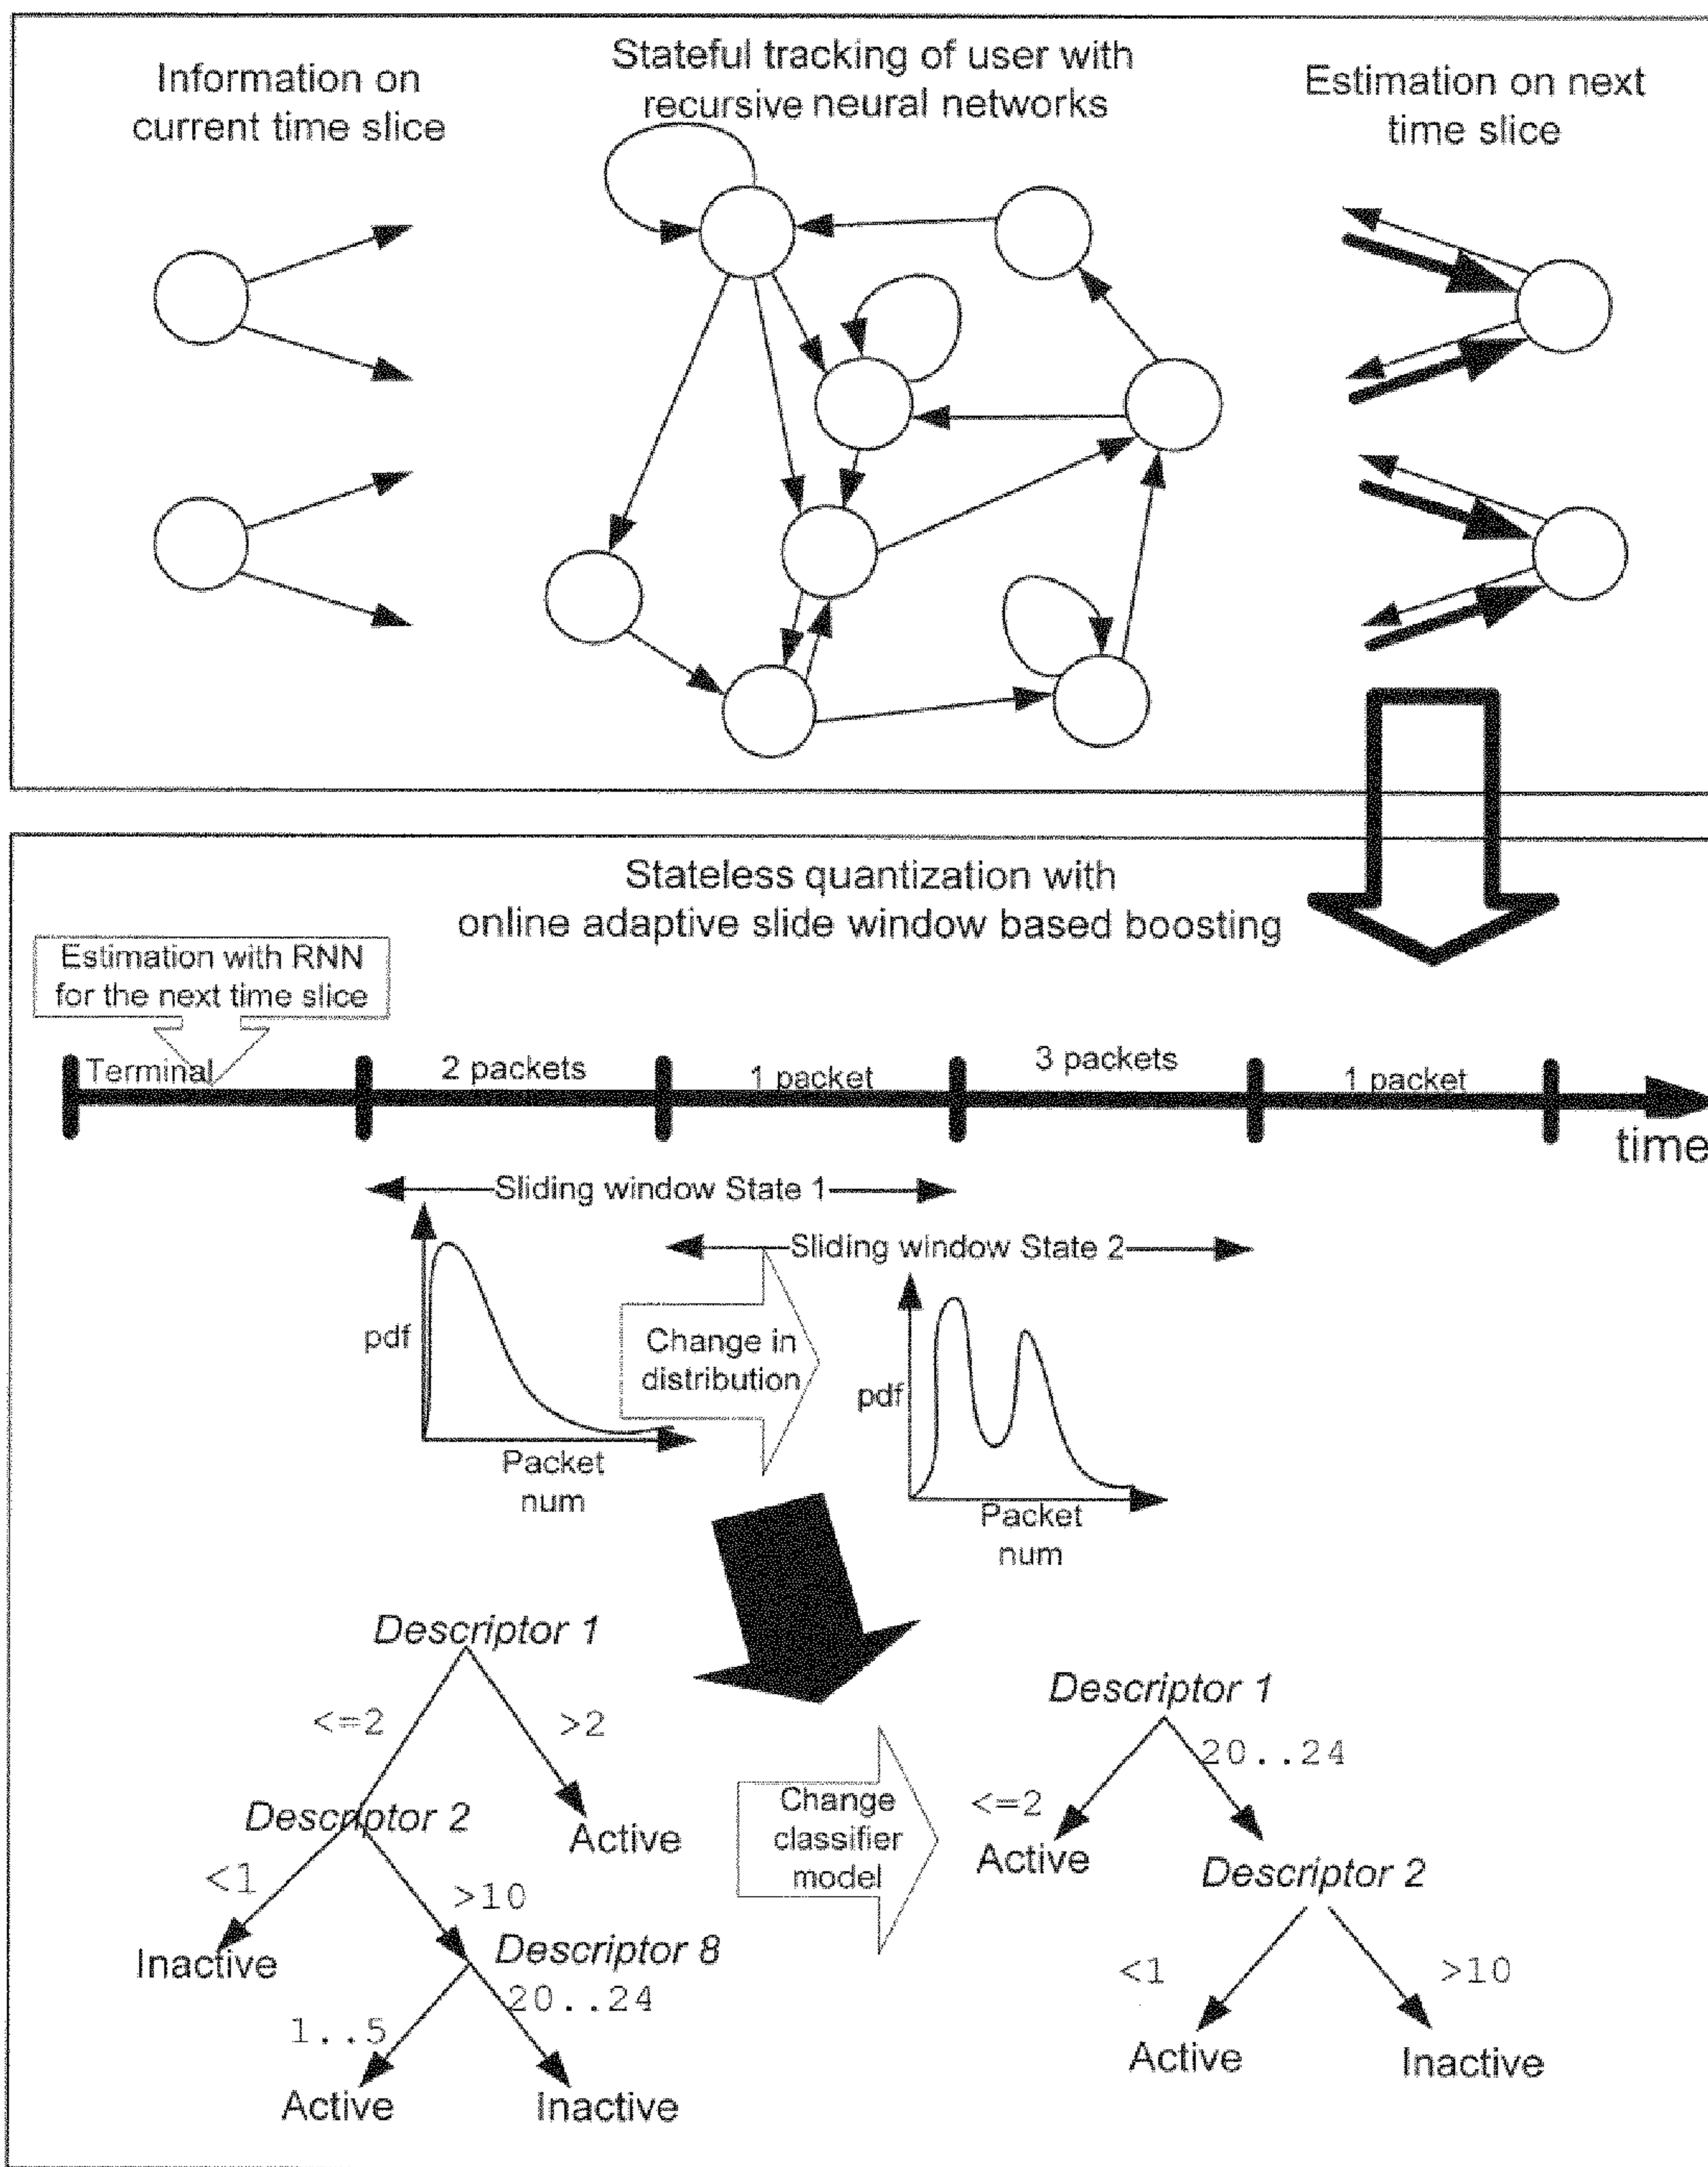 Information on
current time slice
Stateful tracking of user with
recursive neural networks
Estimation on next
time slice
Stateless quantization with
online adaptive slide window based boosting
Estimation with RNN
for the next time slice
Terminal
2 packets
1 packet
3 packets
1 packet
time
Sliding window State 1
Sliding window State 2
pdf
Packet
num
Change in
distribution
pdf
Packet
num
Descriptor 1
<=2
>2
Descriptor 2
Active
<1
>10
Inactive
Descriptor 8
1..5
20..24
Active
Inactive
Change
classifier
model
Descriptor 1
20..24
<=2
Active
Descriptor 2
<1
>10
Active
Inactive